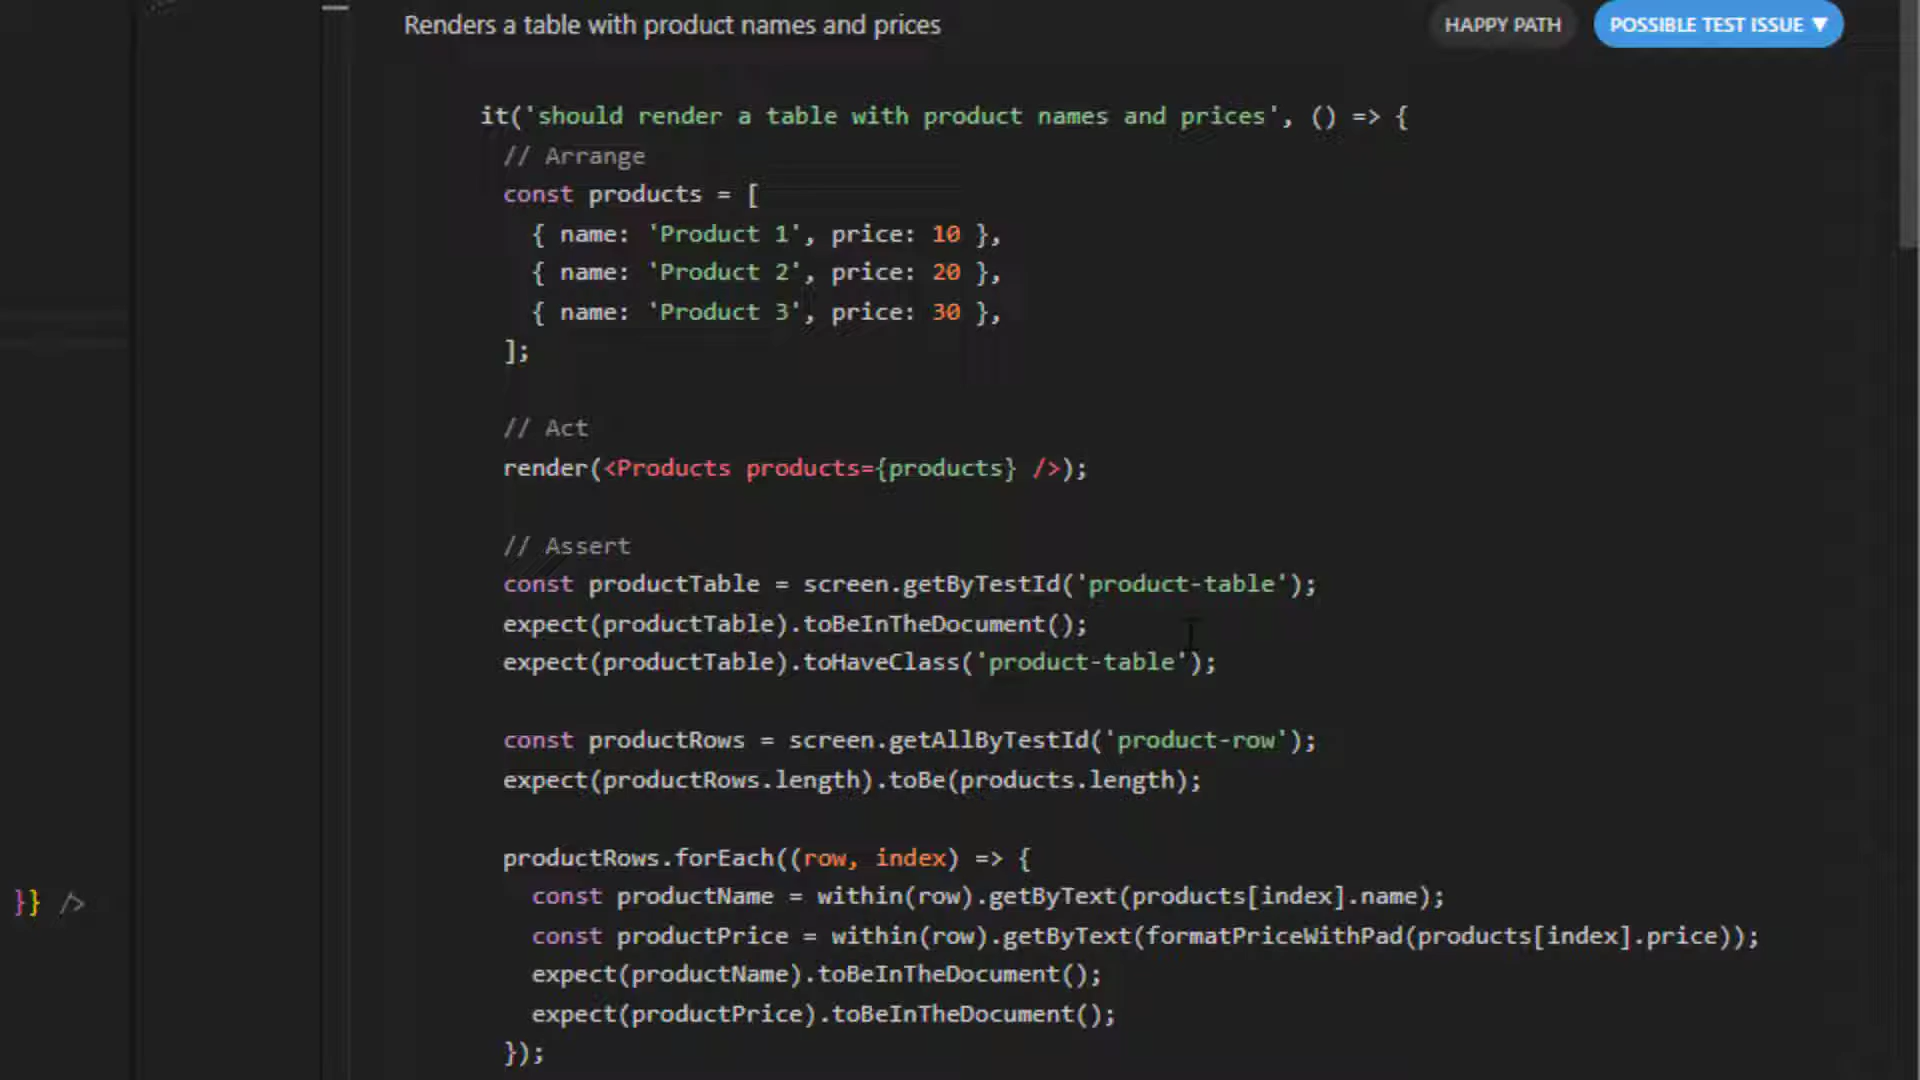 Renders a table with product names and prices
HAPPY PATH
POSSIBLE TEST ISSUE ▼
it('should render a table with product names and prices', () => {
// Arrange
const products = [
{ name: 'Product 1', price: 10 },
{ name: 'Product 2', price: 20 },
{ name: 'Product 3', price: 30 },
];
// Act
render(<Products products={products} />);
// Assert
const productTable = screen.getByTestId('product-table');
expect(productTable).toBeInTheDocument();
expect(productTable).toHaveClass('product-table');
const productRows = screen.getAllByTestId('product-row');
expect(productRows.length).toBe(products.length);
productRows.forEach((row, index) => {
}} />
const productName = within(row).getByText(products[index].name);
const productPrice = within(row).getByText(formatPriceWithPad(products[index].price));
expect(productName).toBeInTheDocument();
expect(productPrice).toBeInTheDocument();
});